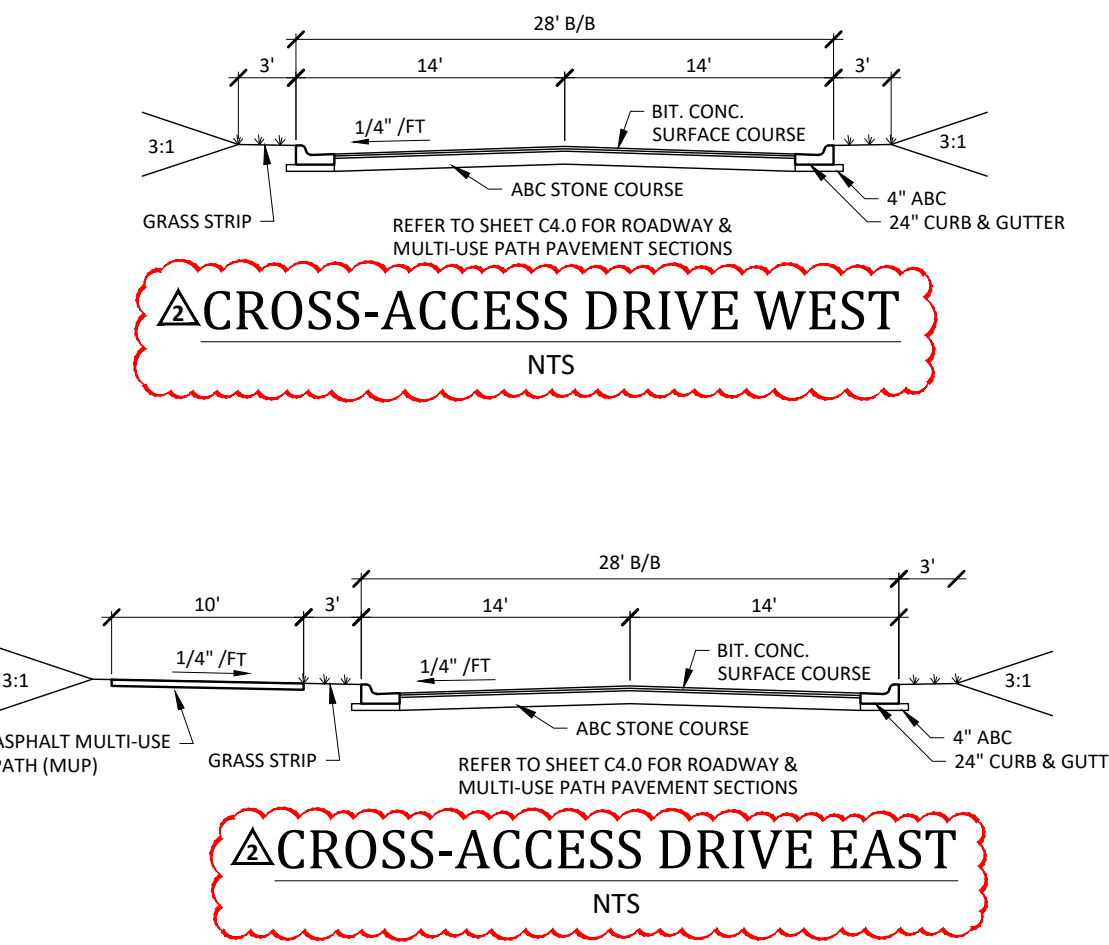 28' B/B
3'
14'
14'
3'
1/4" /FT
BIT. CONC.
SURFACE COURSE
3:1
3:1
ABC STONE COURSE
4" ABC
GRASS STRIP
24" CURB & GUTTER
REFER TO SHEET C4.0 FOR ROADWAY &
MULTI-USE PATH PAVEMENT SECTIONS
2 CROSS-ACCESS DRIVE WEST
NTS
28' B/B
3'
10'
3'
14'
14'
1/4" /FT
1/4" /FT
BIT. CONC.
SURFACE COURSE
3:1
3:1
ABC STONE COURSE
ASPHALT MULTI-USE
PATH (MUP)
4" ABC
GRASS STRIP
24" CURB & GUTT
REFER TO SHEET C4.0 FOR ROADWAY &
MULTI-USE PATH PAVEMENT SECTIONS
2 CROSS-ACCESS DRIVE EAST
NTS